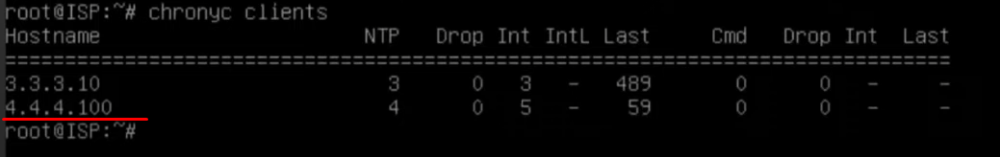 root@ISP:~# chronyc clients
Hostname                      NTP   Drop Int IntL Last     Cmd   Drop Int  Last
===============================================================================
3.3.3.10                        3      0   3   -   489       0      0   -     -
4.4.4.100                       4      0   5   -    59       0      0   -     -
root@ISP:~#